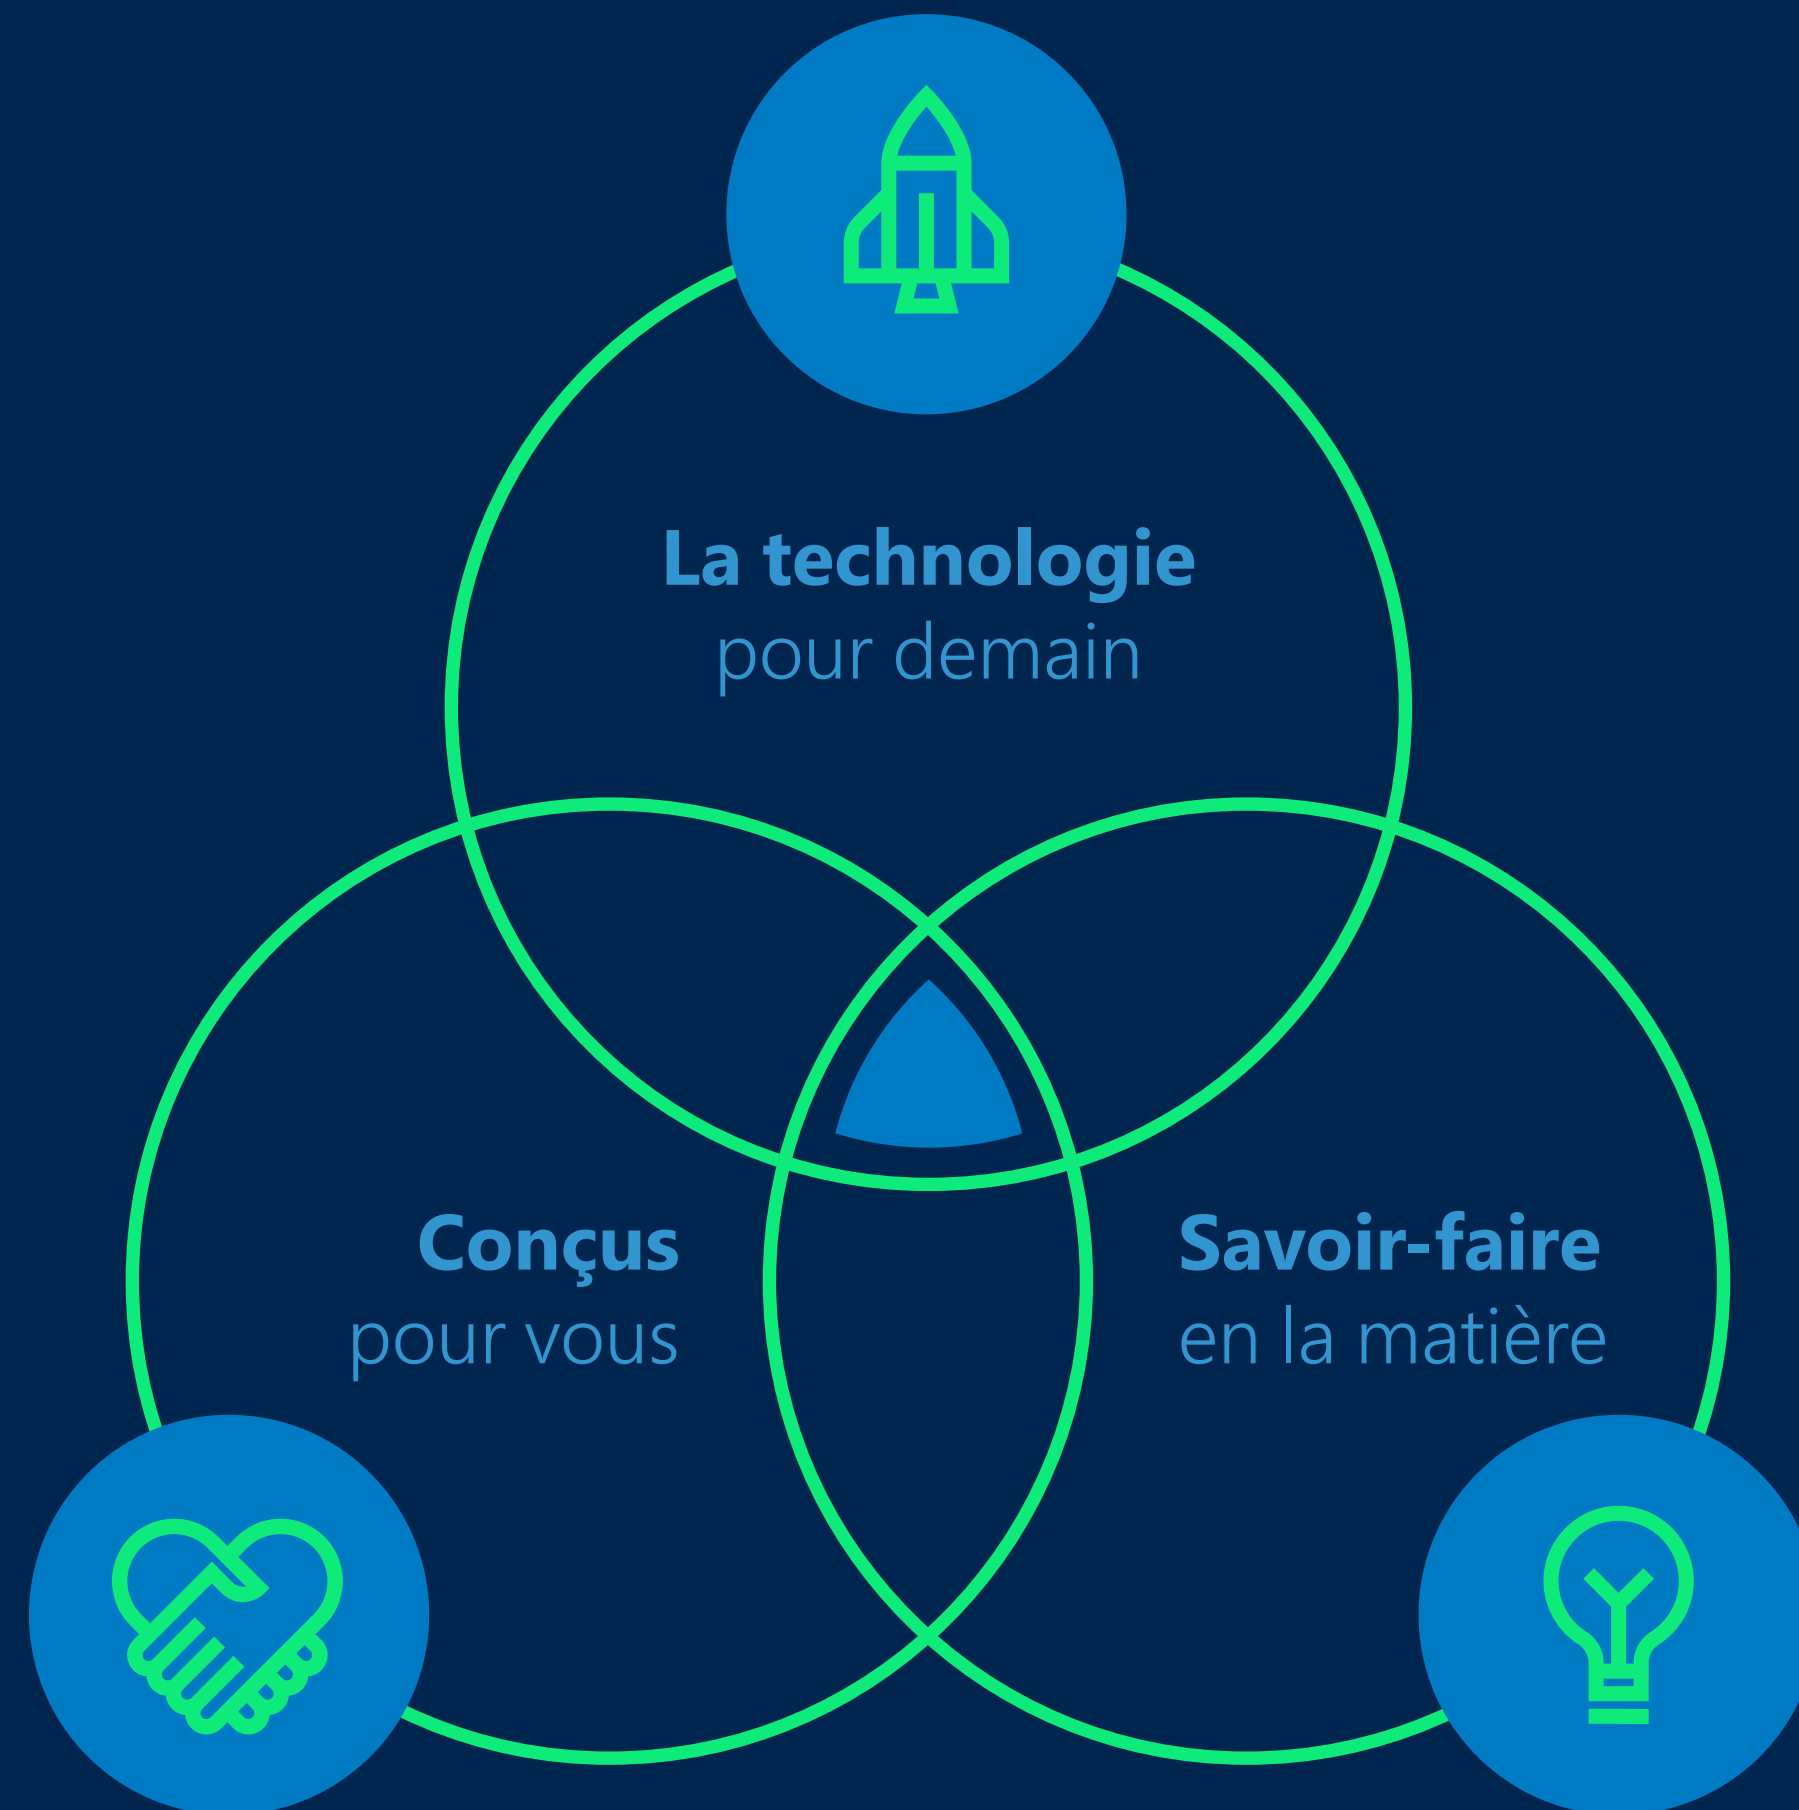 La technologie
pour demain
Conçus
pour vous
Savoir-faire
en la matière